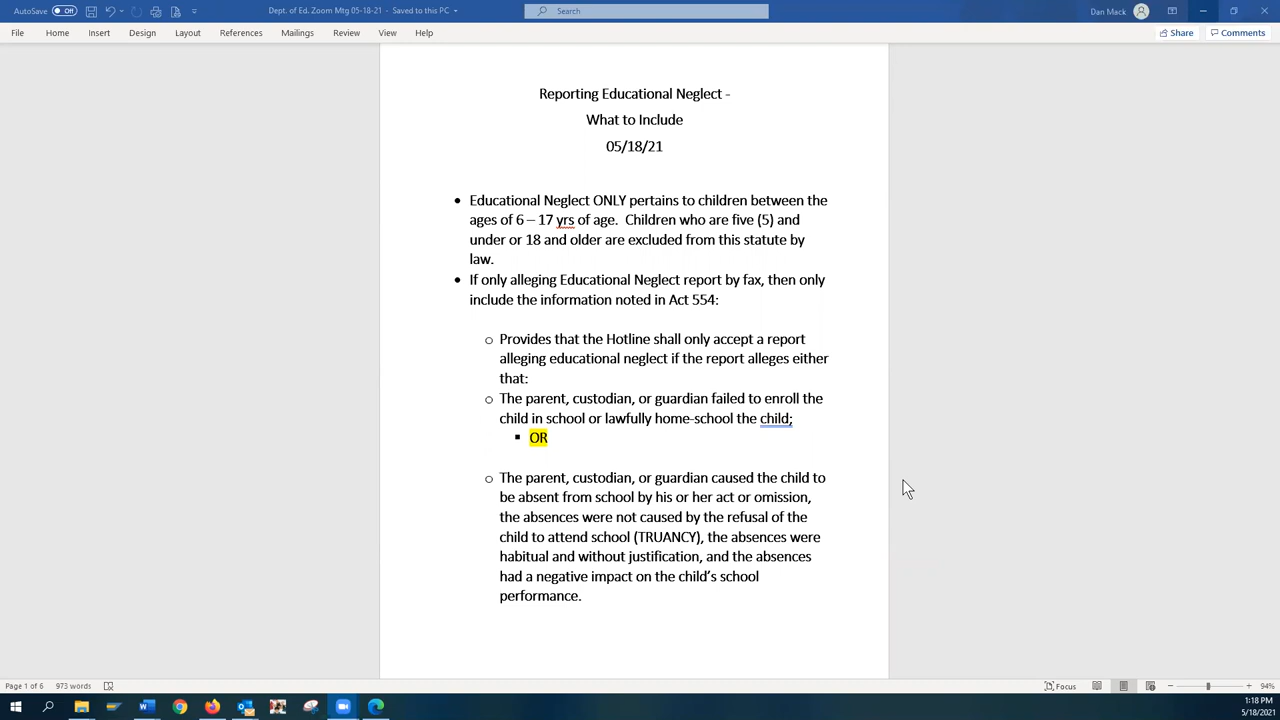 AutoSave Off Dept. of Ed. Zoom Mtg 05-18-21 - Saved to this PC Search Dan Mack
File Home Insert Design Layout References Mailings Review View Help Share Comments
Reporting Educational Neglect -
What to Include
05/18/21
• Educational Neglect ONLY pertains to children between the
ages of 6 – 17 yrs of age. Children who are five (5) and
under or 18 and older are excluded from this statute by
law.
• If only alleging Educational Neglect report by fax, then only
include the information noted in Act 554:
o Provides that the Hotline shall only accept a report
alleging educational neglect if the report alleges either
that:
o The parent, custodian, or guardian failed to enroll the
child in school or lawfully home-school the child;
▪ OR
o The parent, custodian, or guardian caused the child to
be absent from school by his or her act or omission,
the absences were not caused by the refusal of the
child to attend school (TRUANCY), the absences were
habitual and without justification, and the absences
had a negative impact on the child’s school
performance.
Page 1 of 6 973 words Focus 94%
1:18 PM
5/18/2021